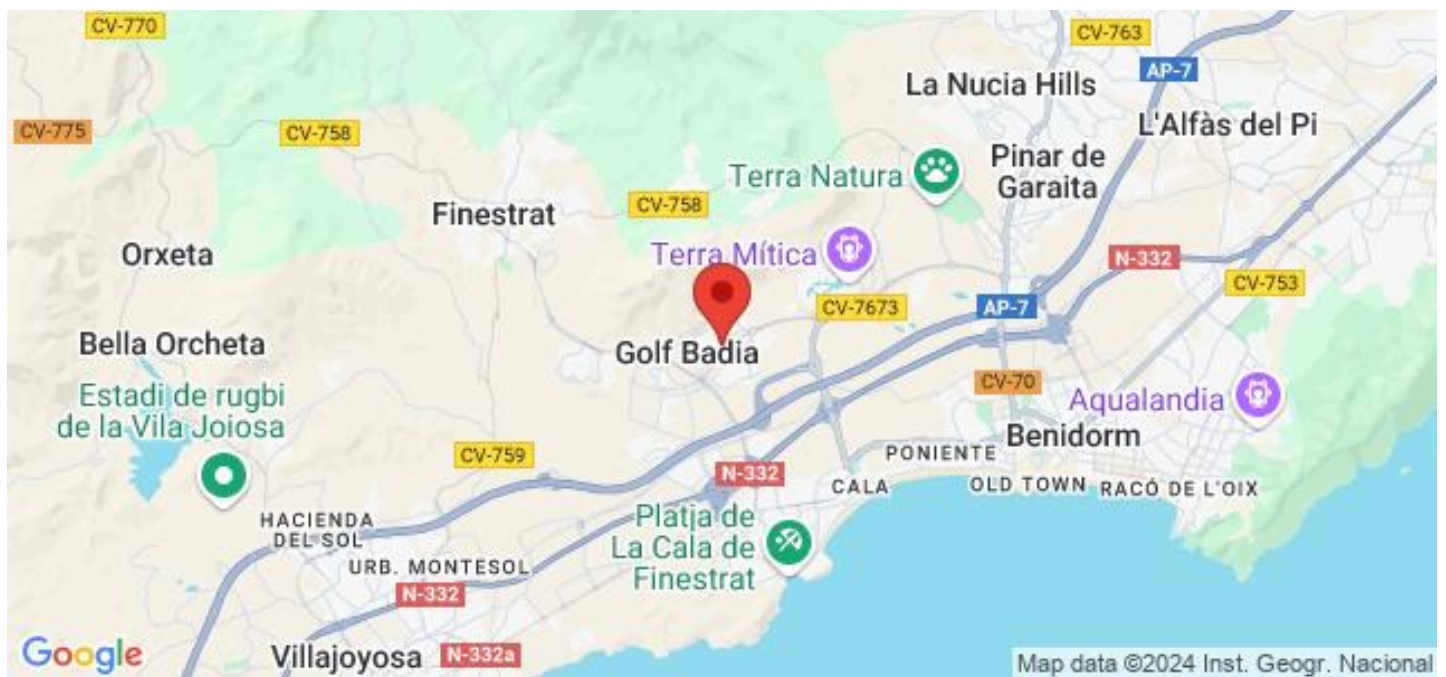 CV-770
CV-763
AP-7
La Nucia Hills
CV-775
CV-758
L'Alfàs del Pi
Terra Natura
Pinar de
Garaita
Finestrat
CV-758
Orxeta
Terra Mítica
N-332
CV-753
CV-7673
AP-7
Bella Orcheta
Golf Badia
Estadi de rugbi
de la Vila Joiosa
CV-70
Aqualandia
Benidorm
CV-759
PONIENTE
N-332
CALA
OLD TOWN
RACÓ DE L'OIX
HACIENDA
DEL SOL
Platja de
La Cala de
Finestrat
URB. MONTESOL
N-332
Villajoyosa
N-332a
Google
Map data ©2024 Inst. Geogr. Nacional